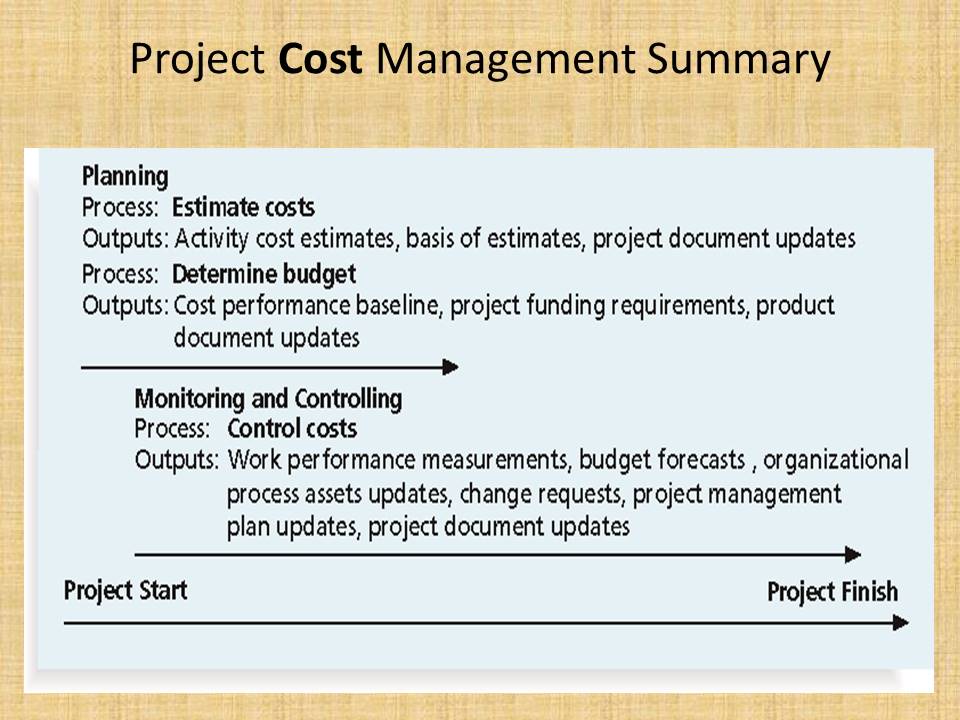 Project Cost Management Summary
Planning
Process: Estimate costs
Outputs: Activity cost estimates, basis of estimates, project document updates
Process: Determine budget
Outputs: Cost performance baseline, project funding requirements, product
document updates
Monitoring and Controlling
Process: Control costs
Outputs: Work performance measurements, budget forecasts , organizational
process assets updates, change requests, project management
plan updates, project document updates
Project Start
Project Finish